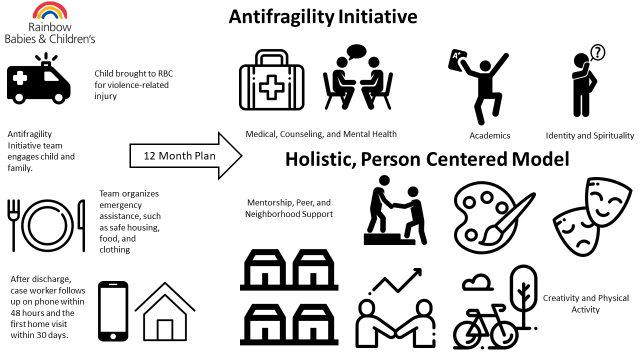 Rainbow
Babies & Children's
Antifragility Initiative
Child brought to RBC
for violence-related
injury
A+
?
Antifragility
Initiative team
engages child and
family.
12 Month Plan
Medical, Counseling, and Mental Health
Academics
Identity and Spirituality
Holistic, Person Centered Model
Team organizes
emergency
assistance, such
as safe housing,
food, and
clothing
Mentorship, Peer, and
Neighborhood Support
After discharge,
case worker follows
up on phone within
48 hours and the
first home visit
within 30 days.
Creativity and Physical
Activity